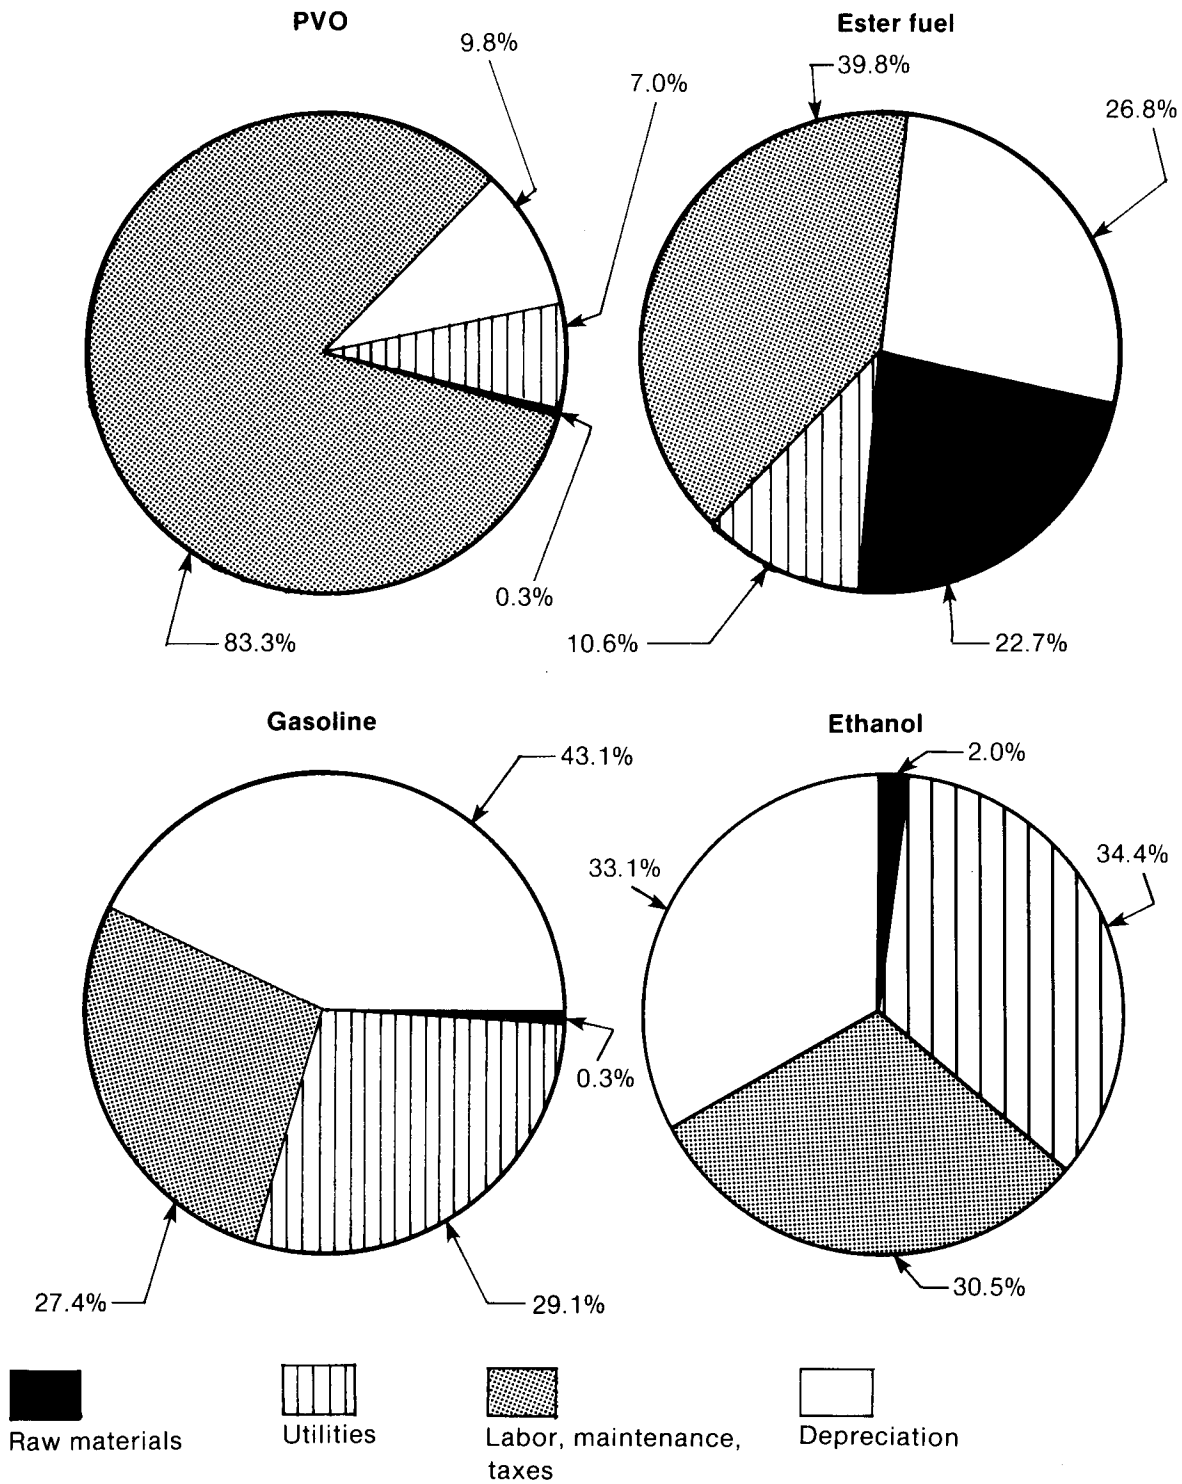 PVO
9.8%
7.0%
0.3%
83.3%
Ester fuel
39.8%
26.8%
10.6%
22.7%
Gasoline
43.1%
0.3%
27.4%
29.1%
Ethanol
2.0%
33.1%
34.4%
30.5%
Raw materials
Utilities
Labor, maintenance,
taxes
Depreciation